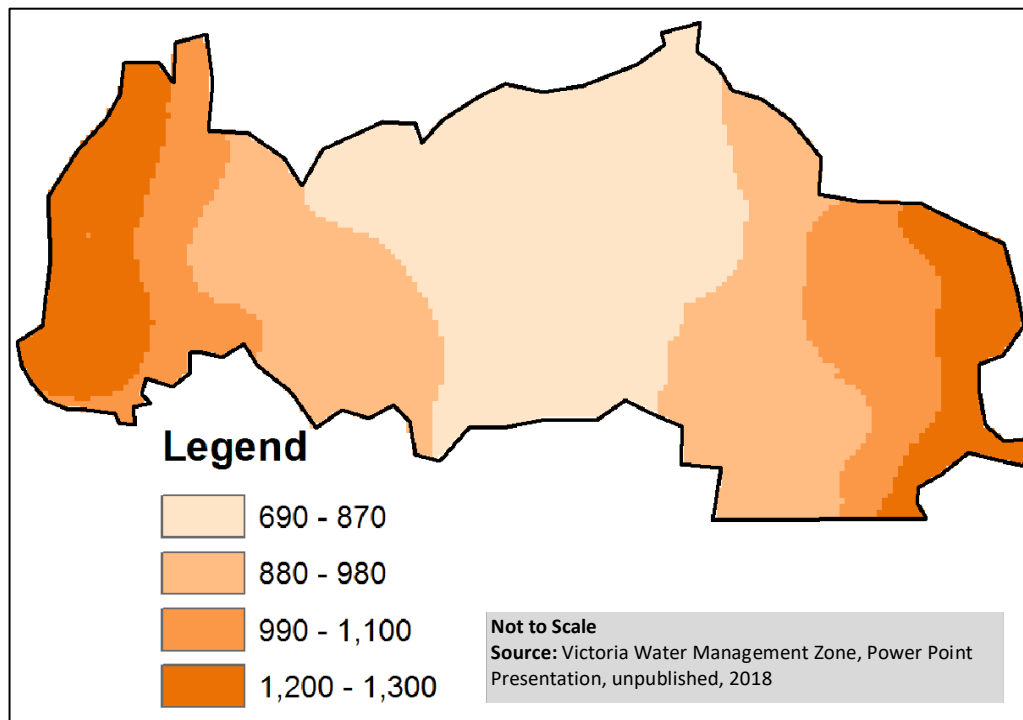 Legend
690 - 870
880 - 980
990 - 1,100
1,200 - 1,300
Not to Scale
Source: Victoria Water Management Zone, Power Point
Presentation, unpublished, 2018